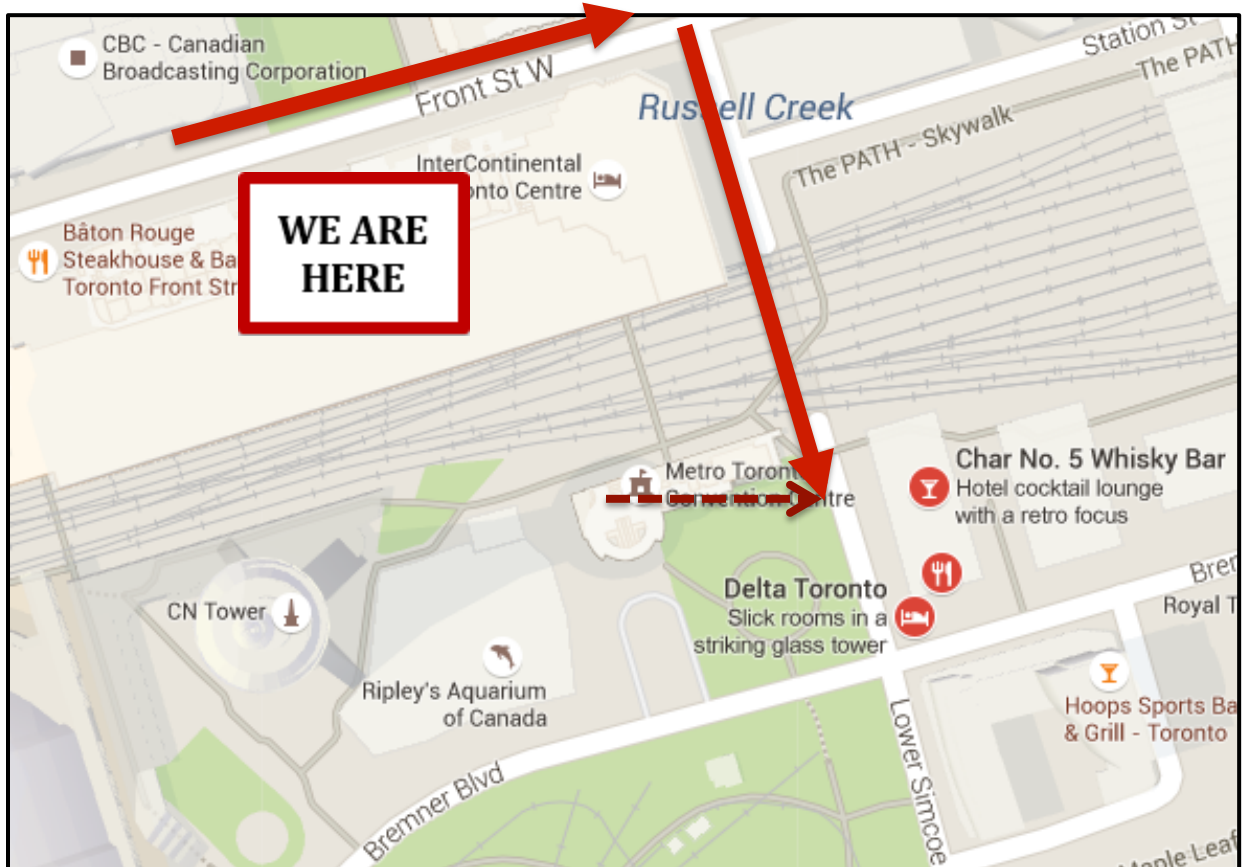 CBC - Canadian
Broadcasting Corporation
Front St W
Station St
The PATH
Russell Creek
The PATH - Skywalk
InterContinental
onto Centre
WE ARE
HERE
Bâton Rouge
Steakhouse & Ba
Toronto Front Str
Metro Toronto
Convention Centre
Char No. 5 Whisky Bar
Hotel cocktail lounge
with a retro focus
CN Tower
Delta Toronto
Slick rooms in a
striking glass tower
Brem
Royal T
Ripley's Aquarium
of Canada
Hoops Sports Ba
& Grill - Toronto
Lower Simcoe
Bremner Blvd
Maple Leaf